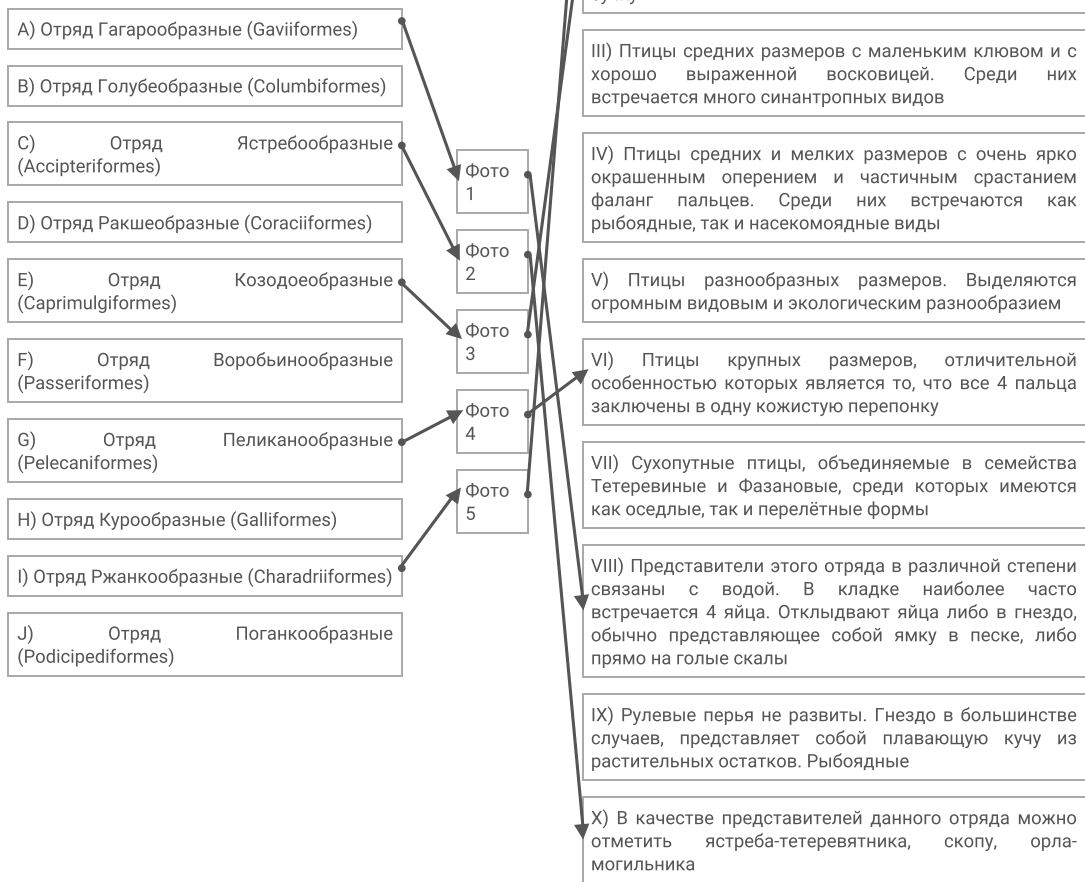 A) Отряд Гагарообразные (Gaviiformes)
B) Отряд Голубеобразные (Columbiformes)
C) Отряд Ястребообразные
(Accipiteriformes)
D) Отряд Ракшеобразные (Coraciiformes)
E) Отряд Козодоеобразные
(Caprimulgiformes)
F) Отряд Воробьинообразные
(Passeriformes)
G) Отряд Пеликанообразные
(Pelecaniformes)
H) Отряд Курообразные (Galliformes)
I) Отряд Ржанкообразные (Charadriiformes)
J) Отряд Поганкообразные
(Podicipediformes)
Фото
1
Фото
2
Фото
3
Фото
4
Фото
5
III) Птицы средних размеров с маленьким клювом и с
хорошо выраженной восковицей. Среди них
встречается много синантропных видов
IV) Птицы средних и мелких размеров с очень ярко
окрашенным оперением и частичным срастанием
фаланг пальцев. Среди них встречаются как
рыбоядные, так и насекомоядные виды
V) Птицы разнообразных размеров. Выделяются
огромным видовым и экологическим разнообразием
VI) Птицы крупных размеров, отличительной
особенностью которых является то, что все 4 пальца
заключены в одну кожистую перепонку
VII) Сухопутные птицы, объединяемые в семейства
Тетеревиные и Фазановые, среди которых имеются
как оседлые, так и перелётные формы
VIII) Представители этого отряда в различной степени
связаны с водой. В кладке наиболее часто
встречается 4 яйца. Отклыдвают яйца либо в гнездо,
обычно представляющее собой ямку в песке, либо
прямо на голые скалы
IX) Рулевые перья не развиты. Гнездо в большинстве
случаев, представляет собой плавающую кучу из
растительных остатков. Рыбоядные
X) В качестве представителей данного отряда можно
отметить ястреба-тетеревятника, скопу, орла-
могильника